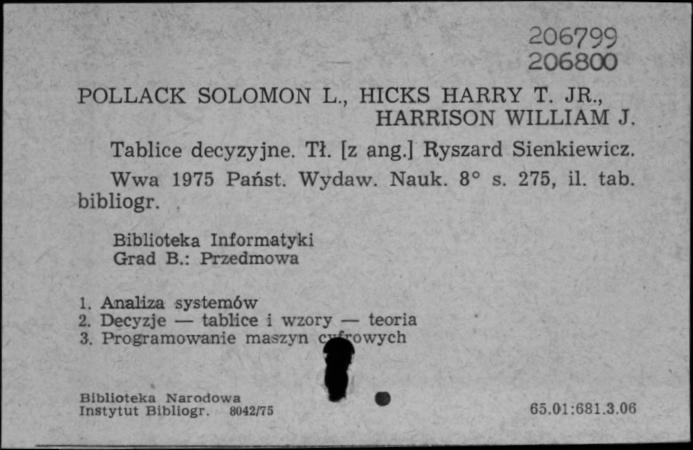 206799
206800
POLLACK SOLOMON L., HICKS HARRY T. JR.,
HARRISON WILLIAM J.
Tablice decyzyjne. Tł. [z ang.] Ryszard Sienkiewicz.
Wwa 1975 Państ. Wydaw. Nauk. 8° s. 275, il. tab.
bibliogr.
Biblioteka Informatyki
Grad B.: Przedmowa
1. Analiza systemów
2. Decyzje — tablice i wzory — teoria
3. Programowanie maszyn cyfrowych
Biblioteka Narodowa
Instytut Bibliogr. 8042/75
65.01:681.3.06